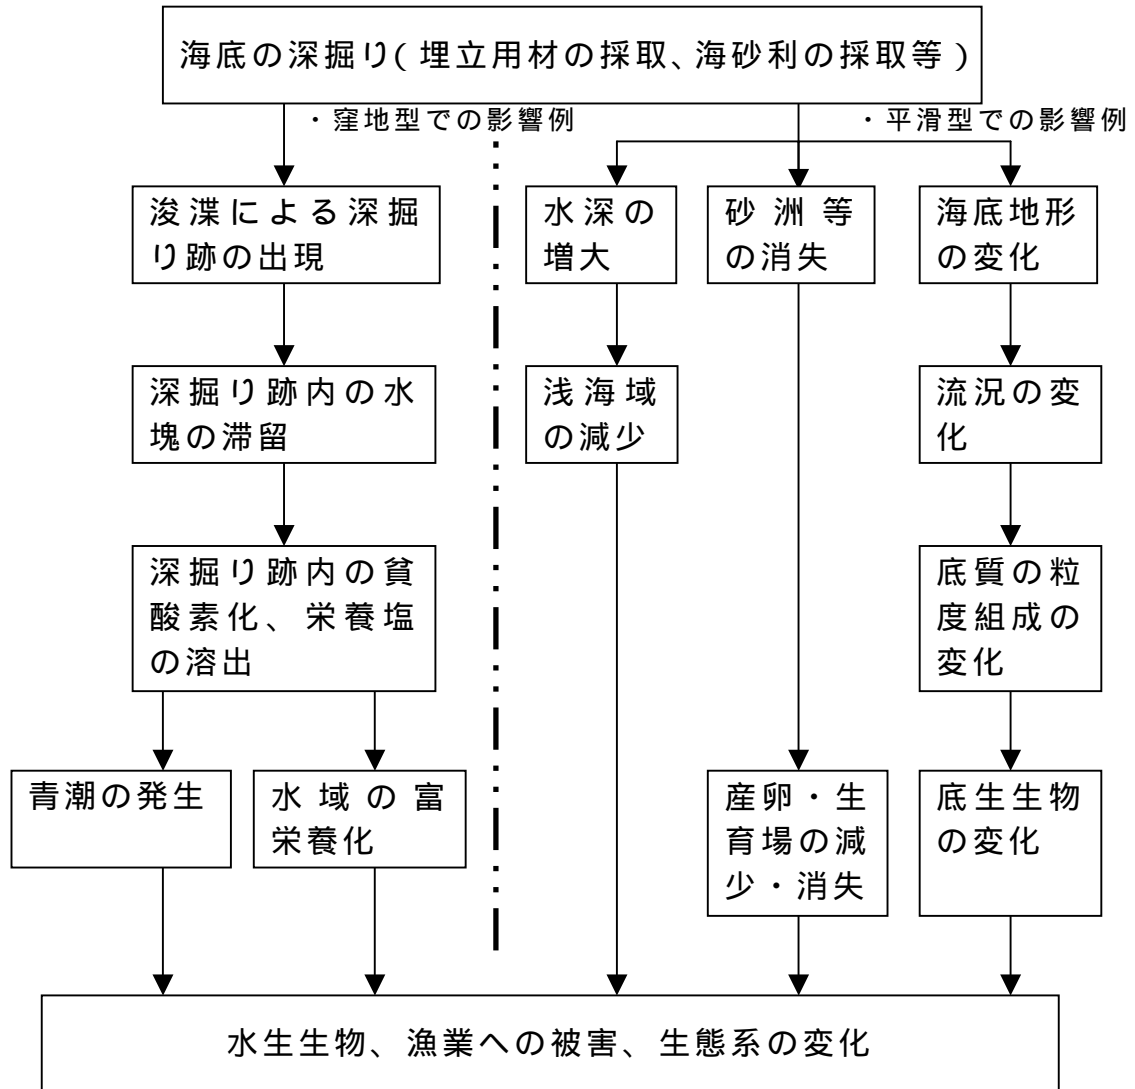 海底の深掘り(埋立用材の採取、海砂利の採取等)
・窪地型での影響例
・平滑型での影響例
浚渫による深掘
り跡の出現
水深の
増大
砂洲等
の消失
海底地形
の変化
深掘り跡内の水
塊の滞留
浅海域
の減少
流況の変
化
深掘り跡内の貧
酸素化、栄養塩
の溶出
底質の粒
度組成の
変化
青潮の発生
水域の富
栄養化
産卵・生
育場の減
少・消失
底生生物
の変化
水生生物、漁業への被害、生態系の変化